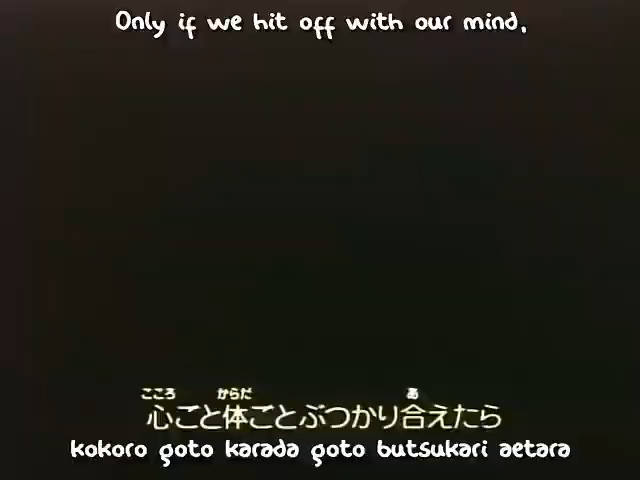 Only if we hit off with our mind,
こころ からだ あ
心ごと体ごとぶつかり合えたら
kokoro goto karada goto butsukari aetara